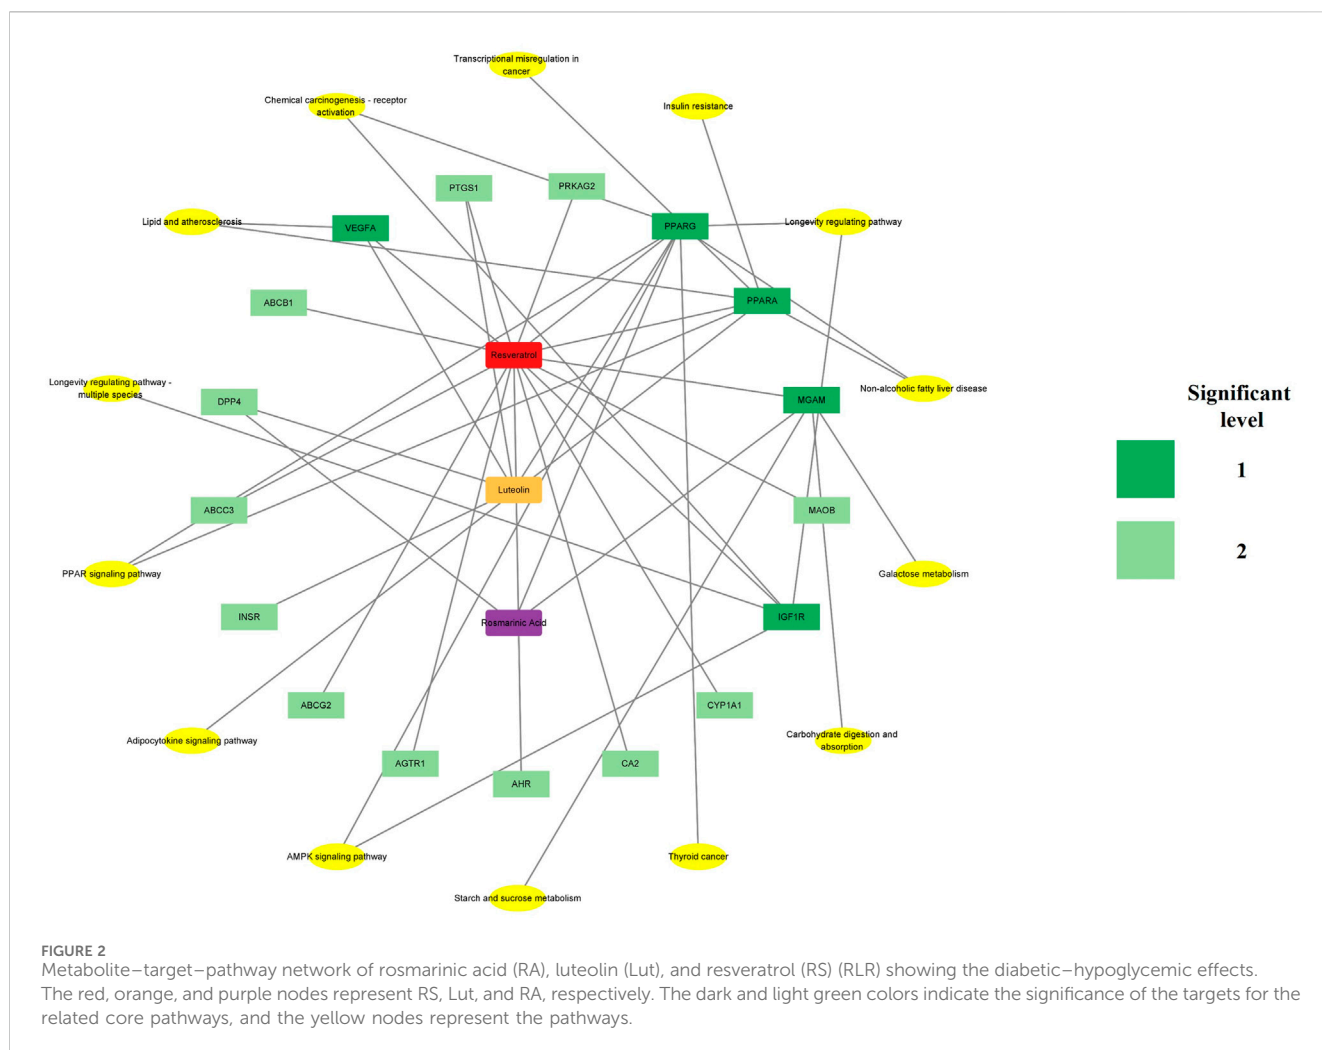 Transcriptional misregulation in
cancer
Chemical carcinogenesis - receptor
activation
Insulin resistance
PTGS1
PRKAG2
Lipid and atherosclerosis
VEGFA
PPARG
Longevity regulating pathway
ABCB1
PPARA
Resveratrol
Longevity regulating pathway -
multiple species
Non-alcoholic fatty liver disease
DPP4
MGAM
Significant
level
1
2
Luteolin
ABCC3
MAOB
PPAR signaling pathway
Galactose metabolism
INSR
Rosmarinic Acid
IGF1R
ABCG2
CYP1A1
Adipocytokine signaling pathway
Carbohydrate digestion and
absorption
AGTR1
AHR
CA2
AMPK signaling pathway
Thyroid cancer
Starch and sucrose metabolism
FIGURE 2
Metabolite–target–pathway network of rosmarinic acid (RA), luteolin (Lut), and resveratrol (RS) (RLR) showing the diabetic–hypoglycemic effects.
The red, orange, and purple nodes represent RS, Lut, and RA, respectively. The dark and light green colors indicate the significance of the targets for the
related core pathways, and the yellow nodes represent the pathways.